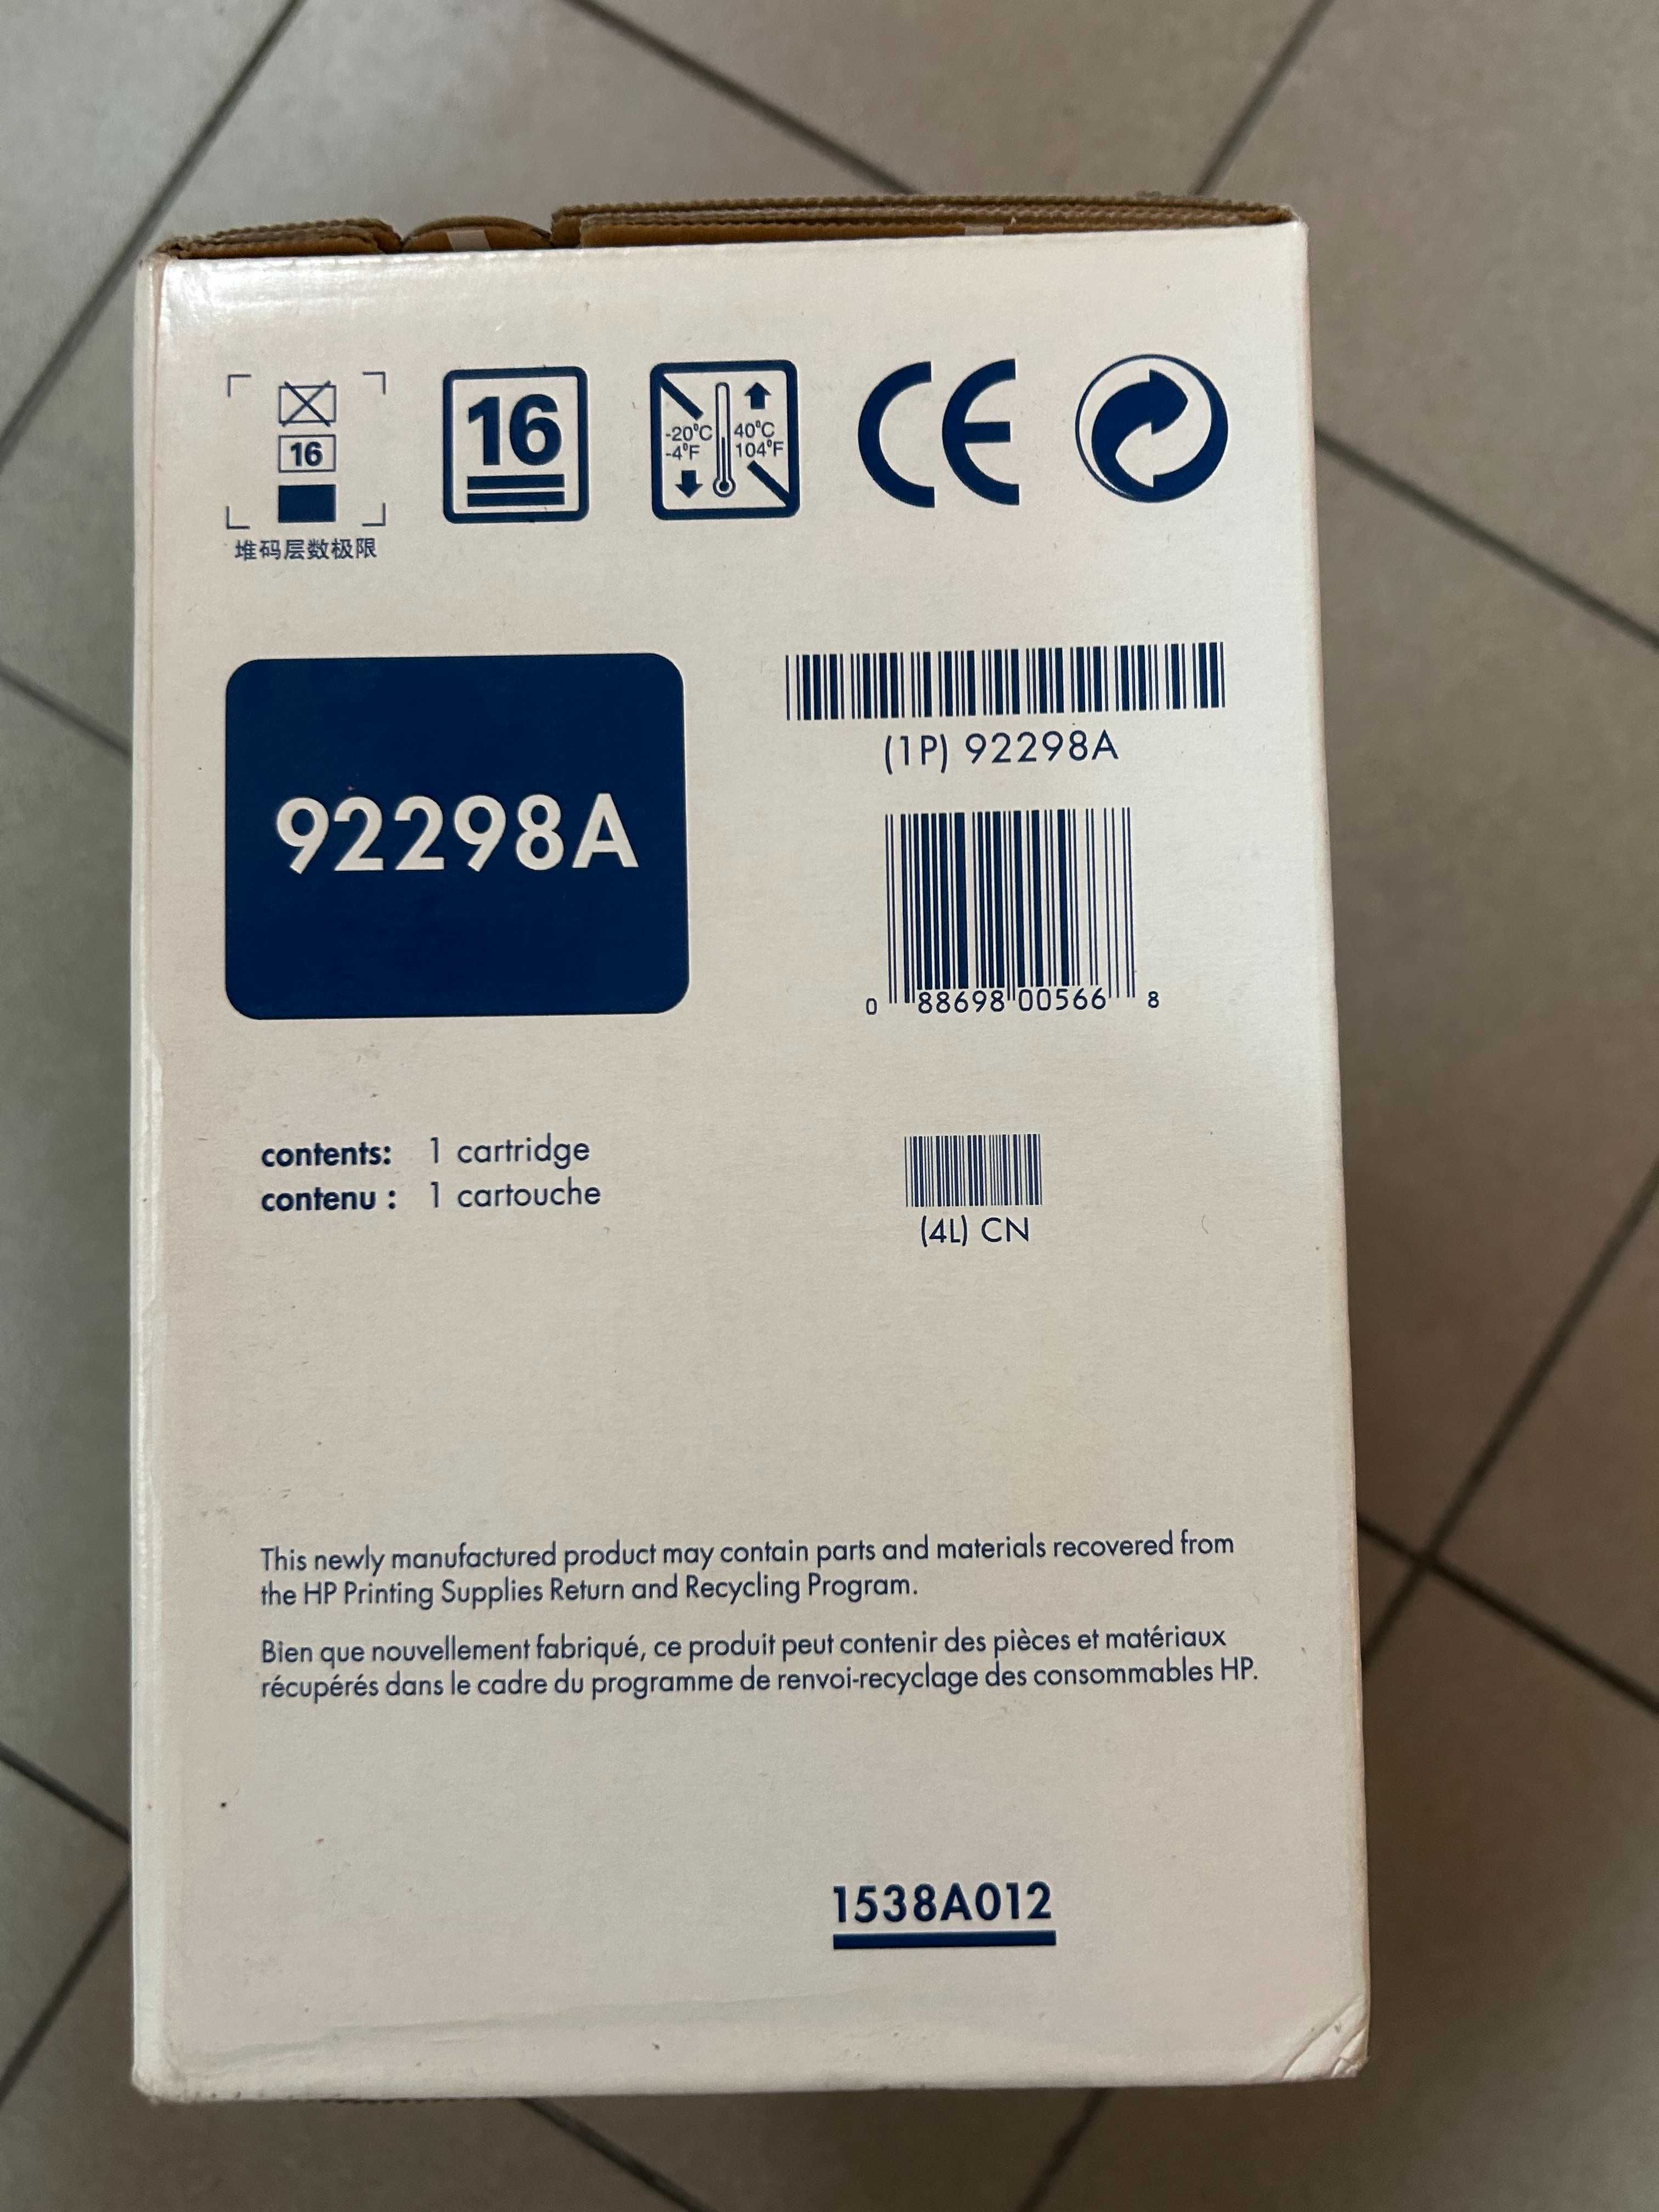 16
堆码层数极限
16
-20°C
-4°F
40°C
104°F
CE
92298A
(1P) 92298A
0 88698 00566 8
contents: 1 cartridge
contenu : 1 cartouche
(4L) CN
This newly manufactured product may contain parts and materials recovered from
the HP Printing Supplies Return and Recycling Program.
Bien que nouvellement fabriqué, ce produit peut contenir des pièces et matériaux
récupérés dans le cadre du programme de renvoi-recyclage des consommables HP.
1538A012